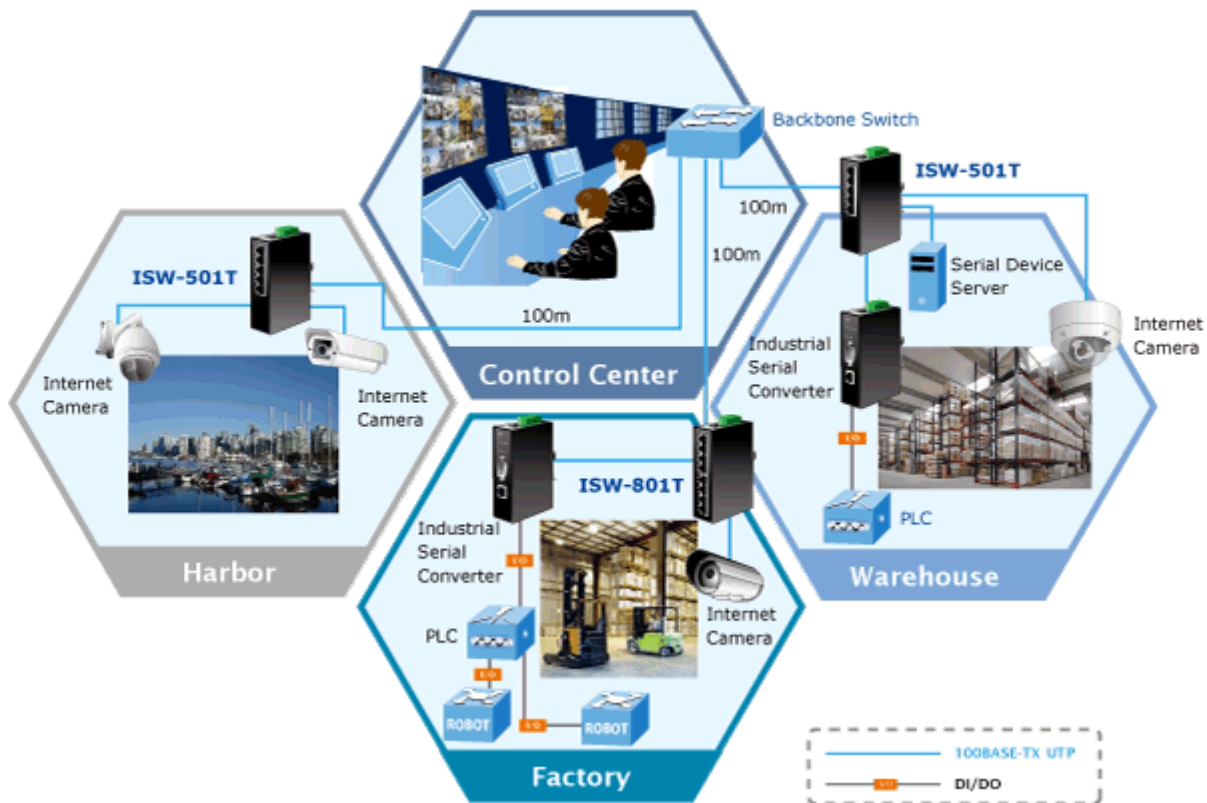 Backbone Switch
ISW-501T
100m
100m
Serial Device
Server
ISW-501T
100m
Internet
Camera
Internet
Camera
Internet
Camera
Industrial
Serial
Converter
Control Center
I/O
PLC
ISW-801T
Industrial
Serial
Converter
I/O
Harbor
Warehouse
Internet
Camera
PLC
I/O
ROBOT
I/O
ROBOT
Factory
100BASE-TX UTP
I/O
DI/DO